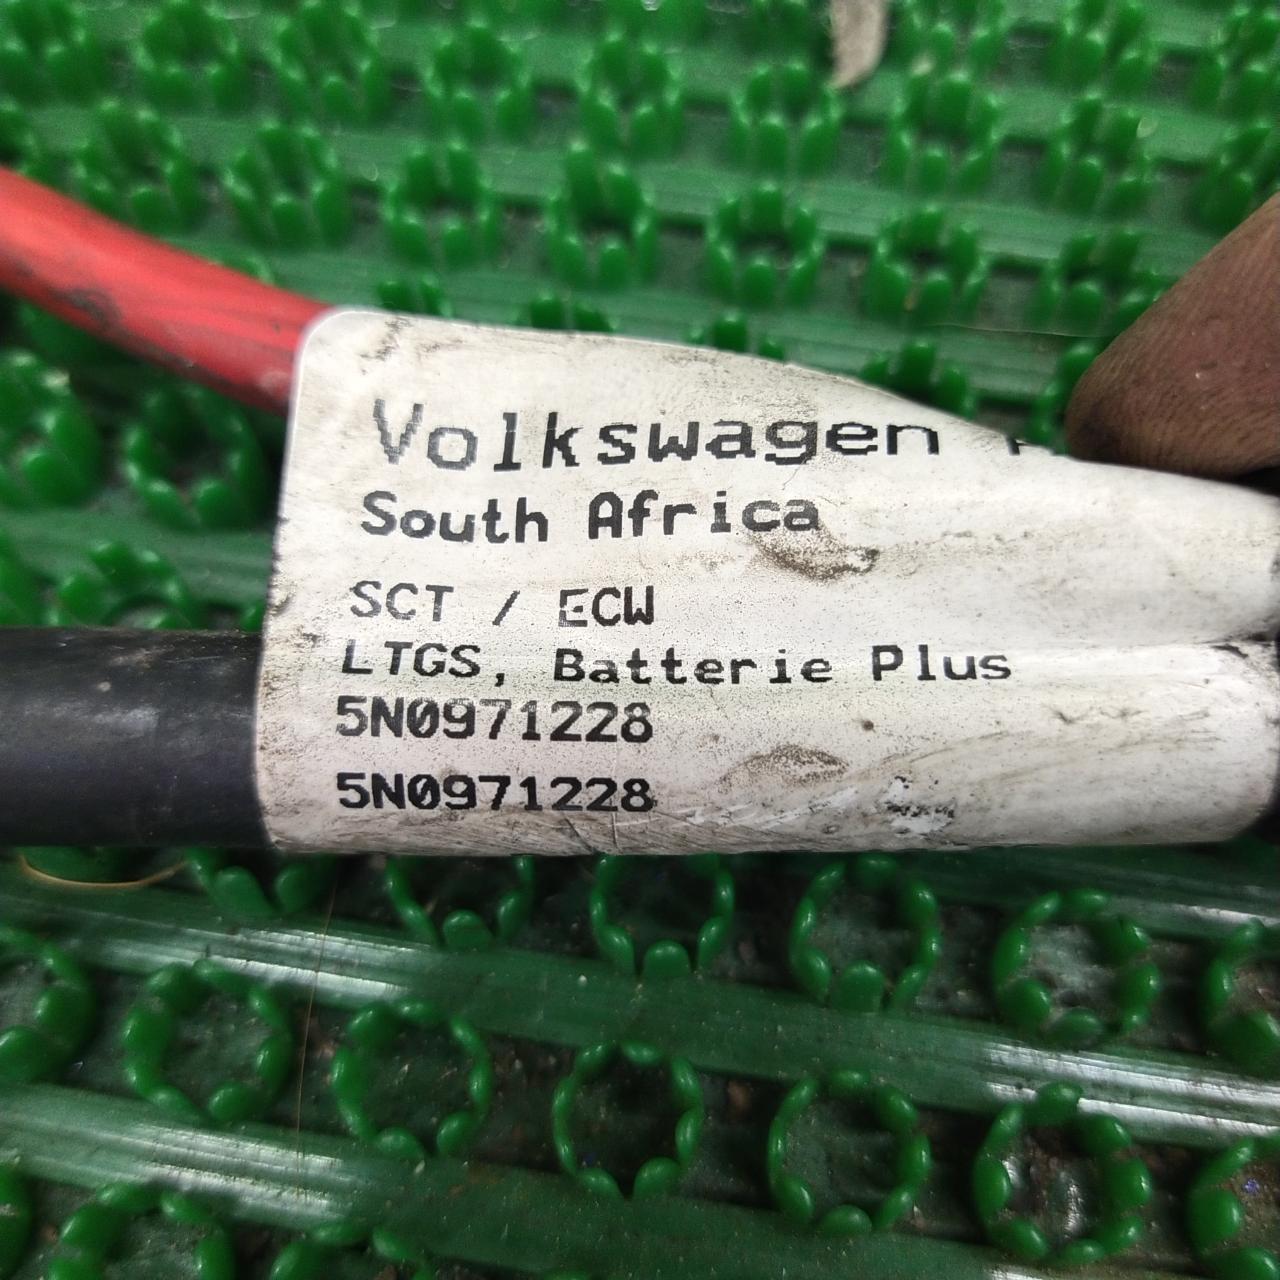 Volkswagen
South Africa
SCT / ECW
LTGS, Batterie Plus
5N0971228
5N0971228